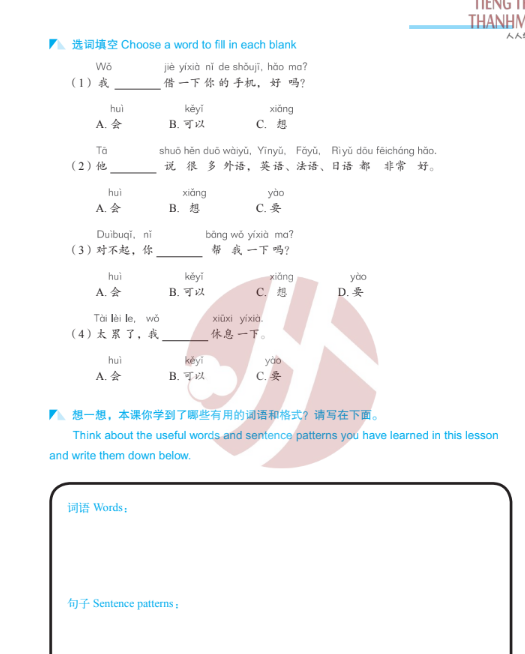 TIẾNG T
THANHM
选词填空 Choose a word to fill in each blank
Wǒ jiè yíxià nǐ de shǒujī, hǎo ma?
(1)我 ______ 借 一下 你 的 手机, 好 吗?
huì kěyǐ xiǎng
A. 会 B. 可以 C. 想
Tā shuō hěn duō wàiyǔ, Yīngyǔ, Fǎyǔ, Rìyǔ dōu fēicháng hǎo.
(2)他 ______ 说 很 多 外语, 英语、法语、日语 都 非常 好。
huì xiǎng yào
A. 会 B. 想 C. 要
Duìbuqǐ, nǐ bāng wǒ yíxià ma?
(3)对不起, 你 ______ 帮 我 一下 吗?
huì kěyǐ xiǎng yào
A. 会 B. 可以 C. 想 D. 要
Tài lèi le, wǒ xiūxi yíxià.
(4)太 累 了, 我 ______ 休息 一下。
huì kěyǐ yào
A. 会 B. 可以 C. 要
想一想,本课你学到了哪些有用的词语和格式?请写在下面。
Think about the useful words and sentence patterns you have learned in this lesson
and write them down below.
词语 Words:
句子 Sentence patterns: